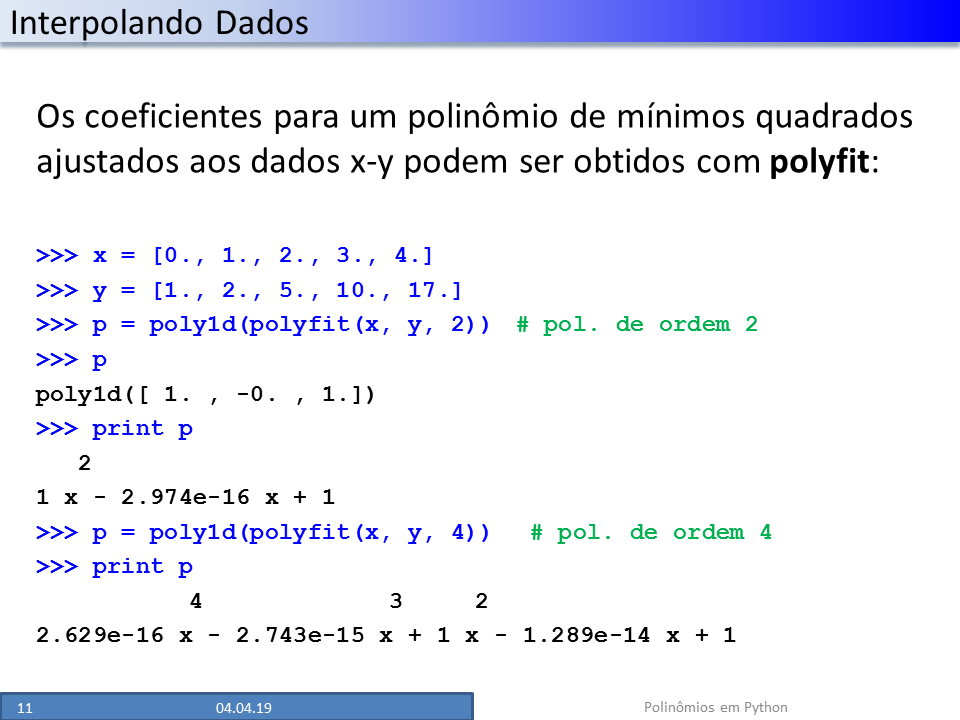 Interpolando Dados
Os coeficientes para um polinômio de mínimos quadrados
ajustados aos dados x-y podem ser obtidos com polyfit:
>>> x = [0., 1., 2., 3., 4.]
>>> y = [1., 2., 5., 10., 17.]
>>> p = poly1d(polyfit(x, y, 2)) # pol. de ordem 2
>>> p
poly1d([ 1. , -0. , 1.])
>>> print p
   2
1 x - 2.974e-16 x + 1
>>> p = poly1d(polyfit(x, y, 4)) # pol. de ordem 4
>>> print p
           4             3     2
2.629e-16 x - 2.743e-15 x + 1 x - 1.289e-14 x + 1
11 04.04.19 Polinômios em Python